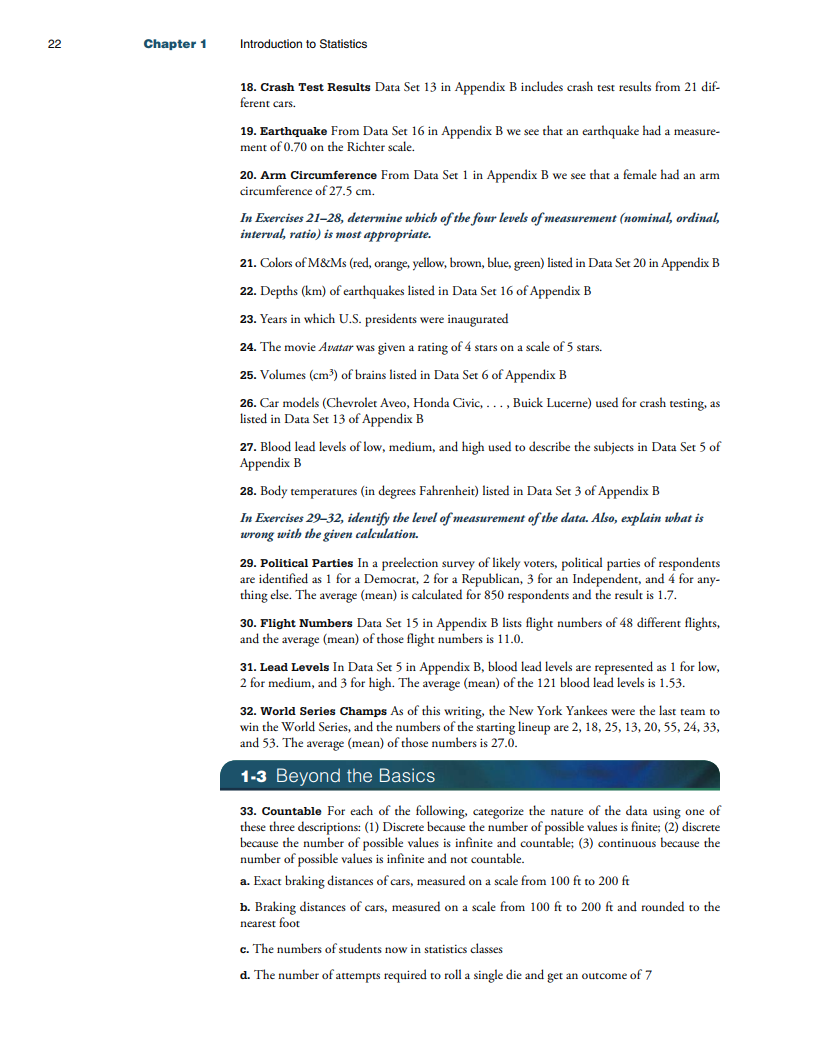 22 Chapter 1 Introduction to Statistics
18. Crash Test Results Data Set 13 in Appendix B includes crash test results from 21 dif-
ferent cars.
19. Earthquake From Data Set 16 in Appendix B we see that an earthquake had a measure-
ment of 0.70 on the Richter scale.
20. Arm Circumference From Data Set 1 in Appendix B we see that a female had an arm
circumference of 27.5 cm.
In Exercises 21–28, determine which of the four levels of measurement (nominal, ordinal,
interval, ratio) is most appropriate.
21. Colors of M&Ms (red, orange, yellow, brown, blue, green) listed in Data Set 20 in Appendix B
22. Depths (km) of earthquakes listed in Data Set 16 of Appendix B
23. Years in which U.S. presidents were inaugurated
24. The movie Avatar was given a rating of 4 stars on a scale of 5 stars.
25. Volumes (cm³) of brains listed in Data Set 6 of Appendix B
26. Car models (Chevrolet Aveo, Honda Civic, . . . , Buick Lucerne) used for crash testing, as
listed in Data Set 13 of Appendix B
27. Blood lead levels of low, medium, and high used to describe the subjects in Data Set 5 of
Appendix B
28. Body temperatures (in degrees Fahrenheit) listed in Data Set 3 of Appendix B
In Exercises 29–32, identify the level of measurement of the data. Also, explain what is
wrong with the given calculation.
29. Political Parties In a preelection survey of likely voters, political parties of respondents
are identified as 1 for a Democrat, 2 for a Republican, 3 for an Independent, and 4 for any-
thing else. The average (mean) is calculated for 850 respondents and the result is 1.7.
30. Flight Numbers Data Set 15 in Appendix B lists flight numbers of 48 different flights,
and the average (mean) of those flight numbers is 11.0.
31. Lead Levels In Data Set 5 in Appendix B, blood lead levels are represented as 1 for low,
2 for medium, and 3 for high. The average (mean) of the 121 blood lead levels is 1.53.
32. World Series Champs As of this writing, the New York Yankees were the last team to
win the World Series, and the numbers of the starting lineup are 2, 18, 25, 13, 20, 55, 24, 33,
and 53. The average (mean) of those numbers is 27.0.
1-3 Beyond the Basics
33. Countable For each of the following, categorize the nature of the data using one of
these three descriptions: (1) Discrete because the number of possible values is finite; (2) discrete
because the number of possible values is infinite and countable; (3) continuous because the
number of possible values is infinite and not countable.
a. Exact braking distances of cars, measured on a scale from 100 ft to 200 ft
b. Braking distances of cars, measured on a scale from 100 ft to 200 ft and rounded to the
nearest foot
c. The numbers of students now in statistics classes
d. The number of attempts required to roll a single die and get an outcome of 7